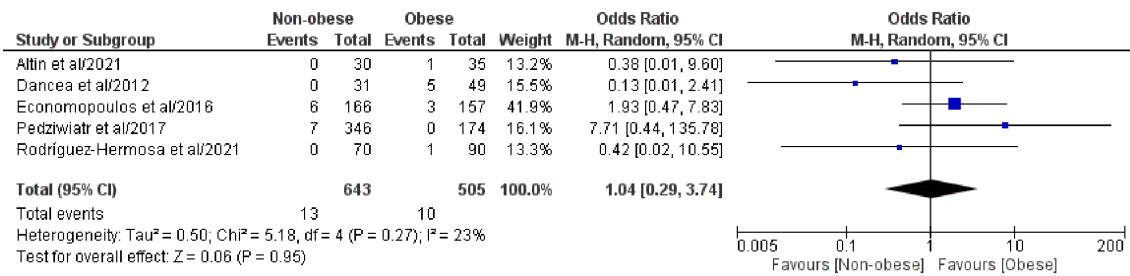 Non-obese Obese Odds Ratio Odds Ratio
Study or Subgroup Events Total Events Total Weight M-H, Random, 95% CI M-H, Random, 95% CI
Altin et al/2021 0 30 1 35 13.2% 0.38 [0.01, 9.60]
Dancea et al/2012 0 31 5 49 15.5% 0.13 [0.01, 2.41]
Economopoulos et al/2016 6 166 3 157 41.9% 1.93 [0.47, 7.83]
Pedziwiatr et al/2017 7 346 0 174 16.1% 7.71 [0.44, 135.78]
Rodríguez-Hermosa et al/2021 0 70 1 90 13.3% 0.42 [0.02, 10.55]
Total (95% CI) 643 505 100.0% 1.04 [0.29, 3.74]
Total events 13 10
Heterogeneity: Tau² = 0.50; Chi² = 5.18, df = 4 (P = 0.27); I² = 23%
Test for overall effect: Z = 0.06 (P = 0.95)
0.005 0.1 1 10 200
Favours [Non-obese] Favours [Obese]